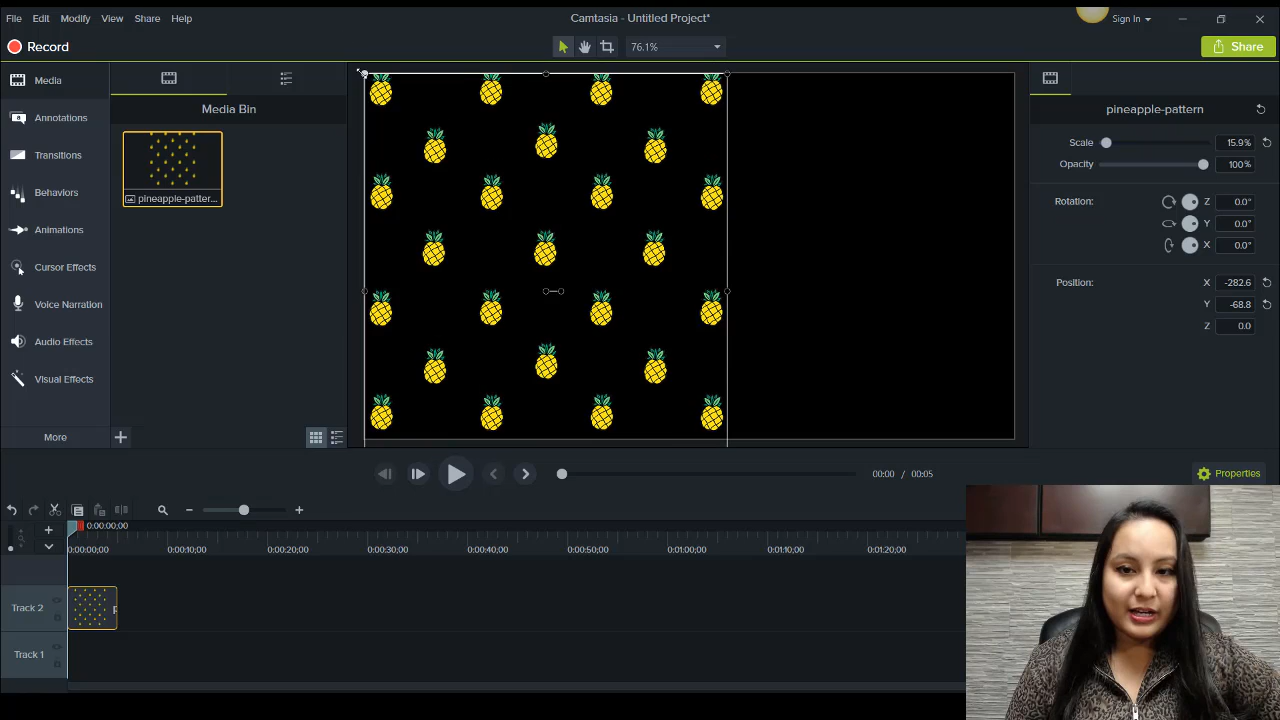 File Edit Modify View Share Help
Camtasia - Untitled Project*
Sign In
Record
76.1%
Share
Media
Annotations
Transitions
Behaviors
Animations
Cursor Effects
Voice Narration
Audio Effects
Visual Effects
More
Media Bin
pineapple-patter...
pineapple-pattern
Scale 15.9%
Opacity 100%
Rotation: Z 0.0°
Y 0.0°
X 0.0°
Position: X -282.6
Y -68.8
Z 0.0
00:00 / 00:05
Properties
0:00:00;00
0:00:00;00 0:00:10;00 0:00:20;00 0:00:30;00 0:00:40;00 0:00:50;00 0:01:00;00 0:01:10;00 0:01:20;00
Track 2
Track 1